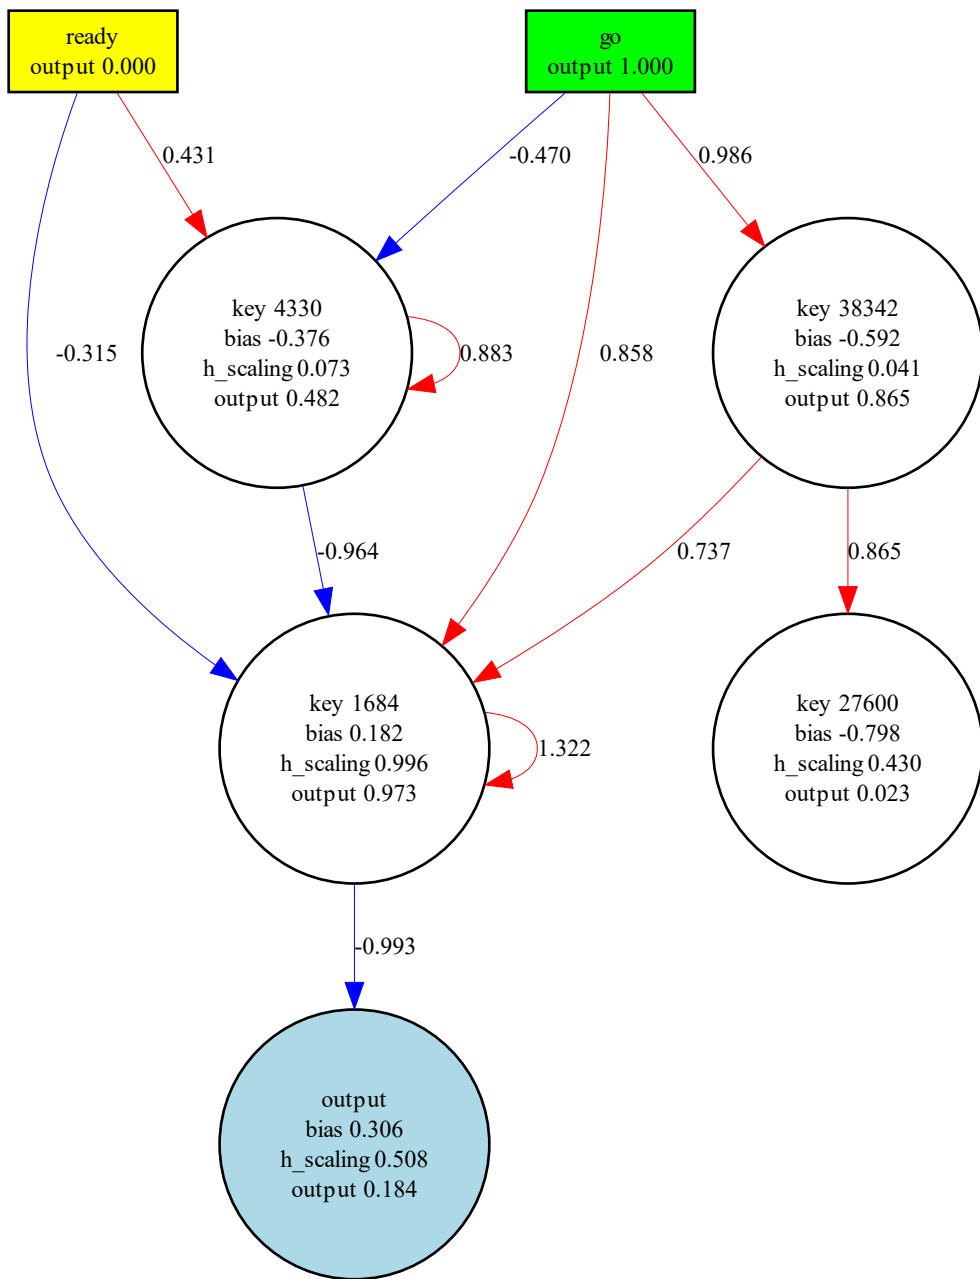 ready
output 0.000
go
output 1.000
0.431
-0.470
0.986
key 4330
bias -0.376
h_scaling 0.073
output 0.482
key 38342
bias -0.592
h_scaling 0.041
output 0.865
-0.315
0.883
0.858
-0.964
0.737
0.865
key 1684
bias 0.182
h_scaling 0.996
output 0.973
1.322
key 27600
bias -0.798
h_scaling 0.430
output 0.023
-0.993
output
bias 0.306
h_scaling 0.508
output 0.184